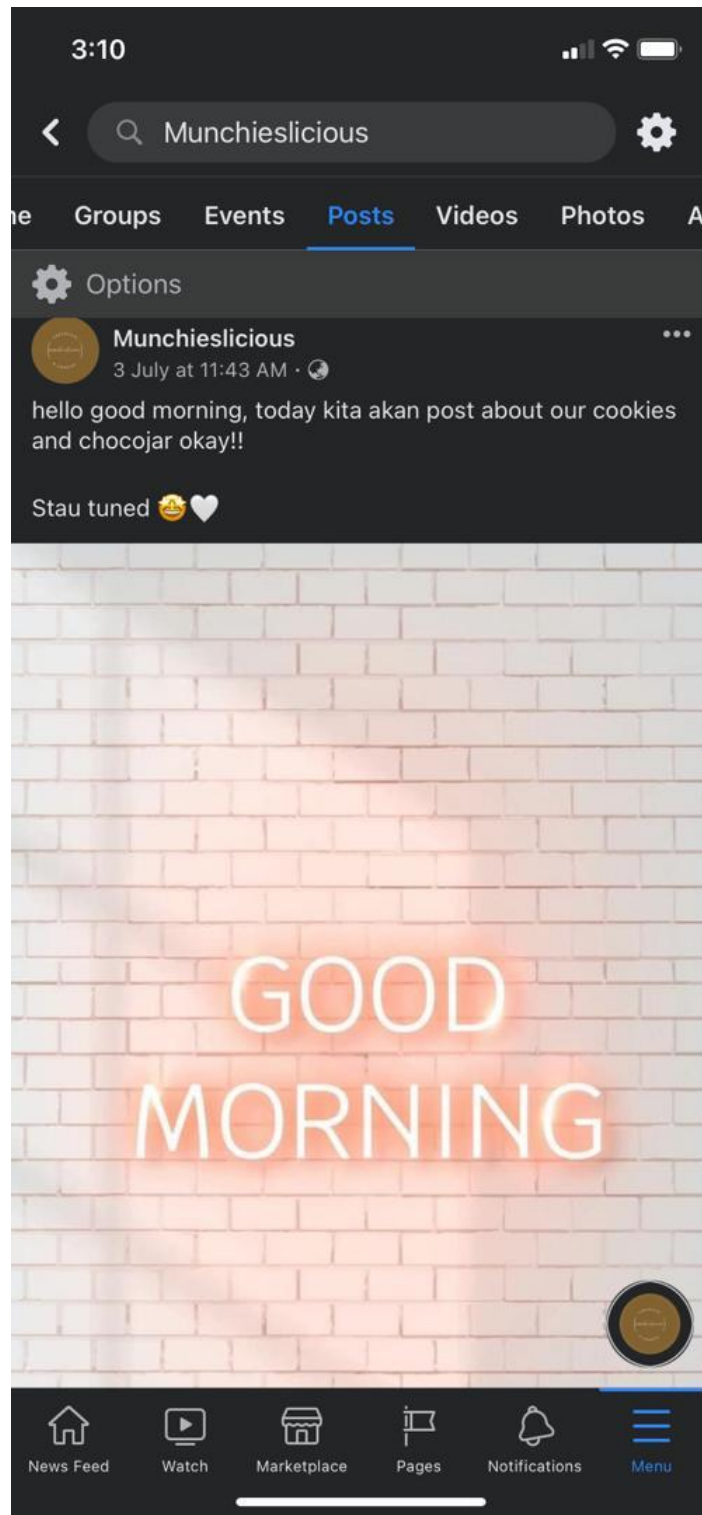 3:10
Munchieslicious
Groups Events Posts Videos Photos
Options
Munchieslicious
3 July at 11:43 AM ·
hello good morning, today kita akan post about our cookies
and chocojar okay!!
Stau tuned 🤩🤍
GOOD
MORNING
News Feed Watch Marketplace Pages Notifications Menu